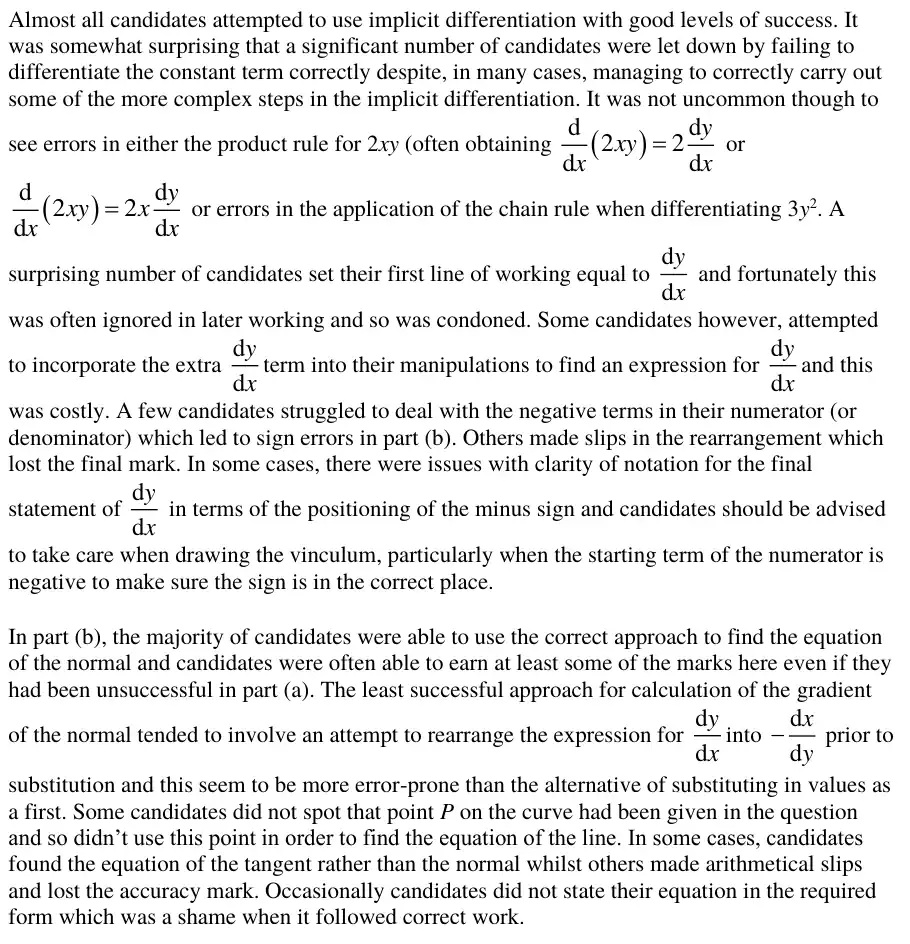 Almost all candidates attempted to use implicit differentiation with good levels of success. It
was somewhat surprising that a significant number of candidates were let down by failing to
differentiate the constant term correctly despite, in many cases, managing to correctly carry out
some of the more complex steps in the implicit differentiation. It was not uncommon though to
see errors in either the product rule for 2xy (often obtaining d/dx(2xy) = 2 dy/dx or
d/dx(2xy) = 2x dy/dx or errors in the application of the chain rule when differentiating 3y². A
surprising number of candidates set their first line of working equal to dy/dx and fortunately this
was often ignored in later working and so was condoned. Some candidates however, attempted
to incorporate the extra dy/dx term into their manipulations to find an expression for dy/dx and this
was costly. A few candidates struggled to deal with the negative terms in their numerator (or
denominator) which led to sign errors in part (b). Others made slips in the rearrangement which
lost the final mark. In some cases, there were issues with clarity of notation for the final
statement of dy/dx in terms of the positioning of the minus sign and candidates should be advised
to take care when drawing the vinculum, particularly when the starting term of the numerator is
negative to make sure the sign is in the correct place.
In part (b), the majority of candidates were able to use the correct approach to find the equation
of the normal and candidates were often able to earn at least some of the marks here even if they
had been unsuccessful in part (a). The least successful approach for calculation of the gradient
of the normal tended to involve an attempt to rearrange the expression for dy/dx into − dx/dy prior to
substitution and this seem to be more error-prone than the alternative of substituting in values as
a first. Some candidates did not spot that point P on the curve had been given in the question
and so didn't use this point in order to find the equation of the line. In some cases, candidates
found the equation of the tangent rather than the normal whilst others made arithmetical slips
and lost the accuracy mark. Occasionally candidates did not state their equation in the required
form which was a shame when it followed correct work.